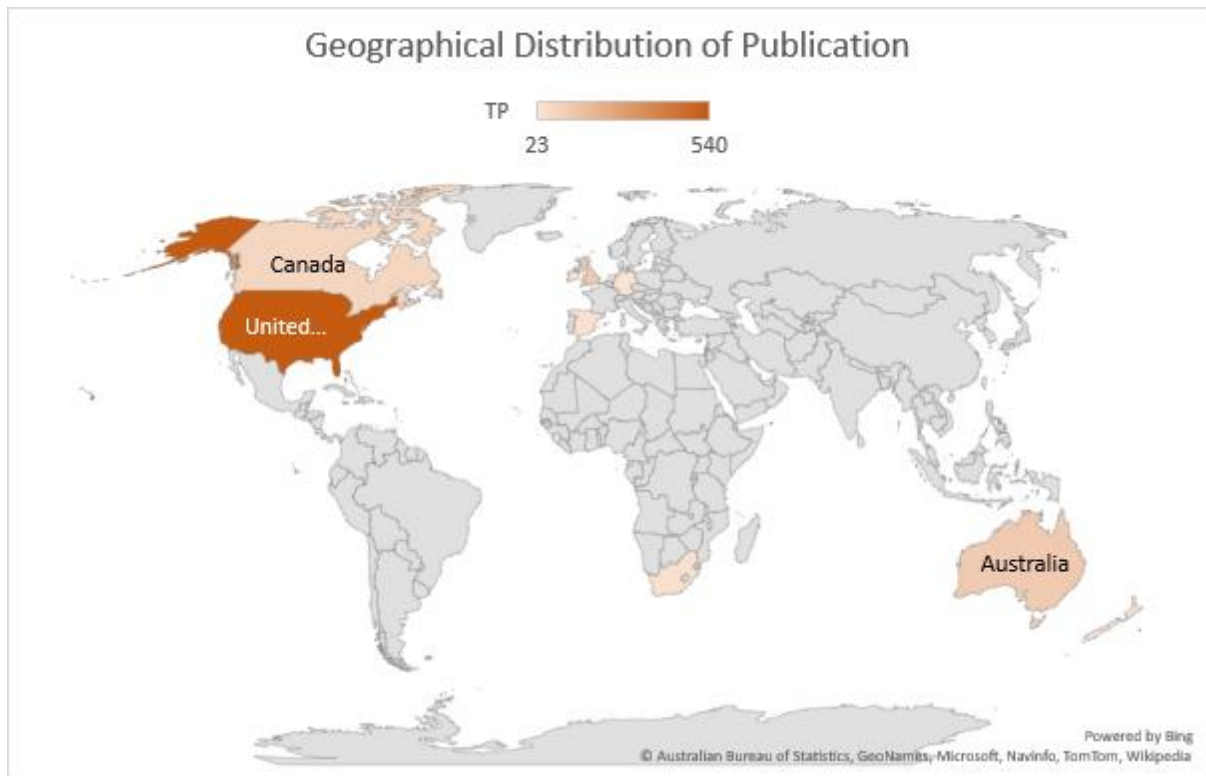 Geographical Distribution of Publication
TP
23 540
Canada
United...
Australia
Powered by Bing
© Australian Bureau of Statistics, GeoNames, Microsoft, Navinfo, TomTom, Wikipedia